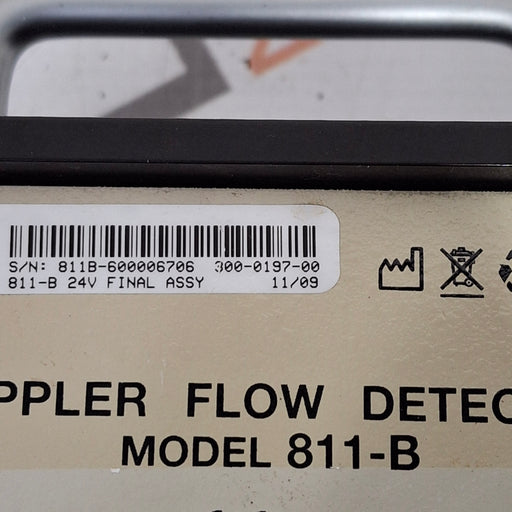 S/N: 811B-600006706 300-0197-00
811-B 24V FINAL ASSY 11/09
PPLER FLOW DETEC
MODEL 811-B